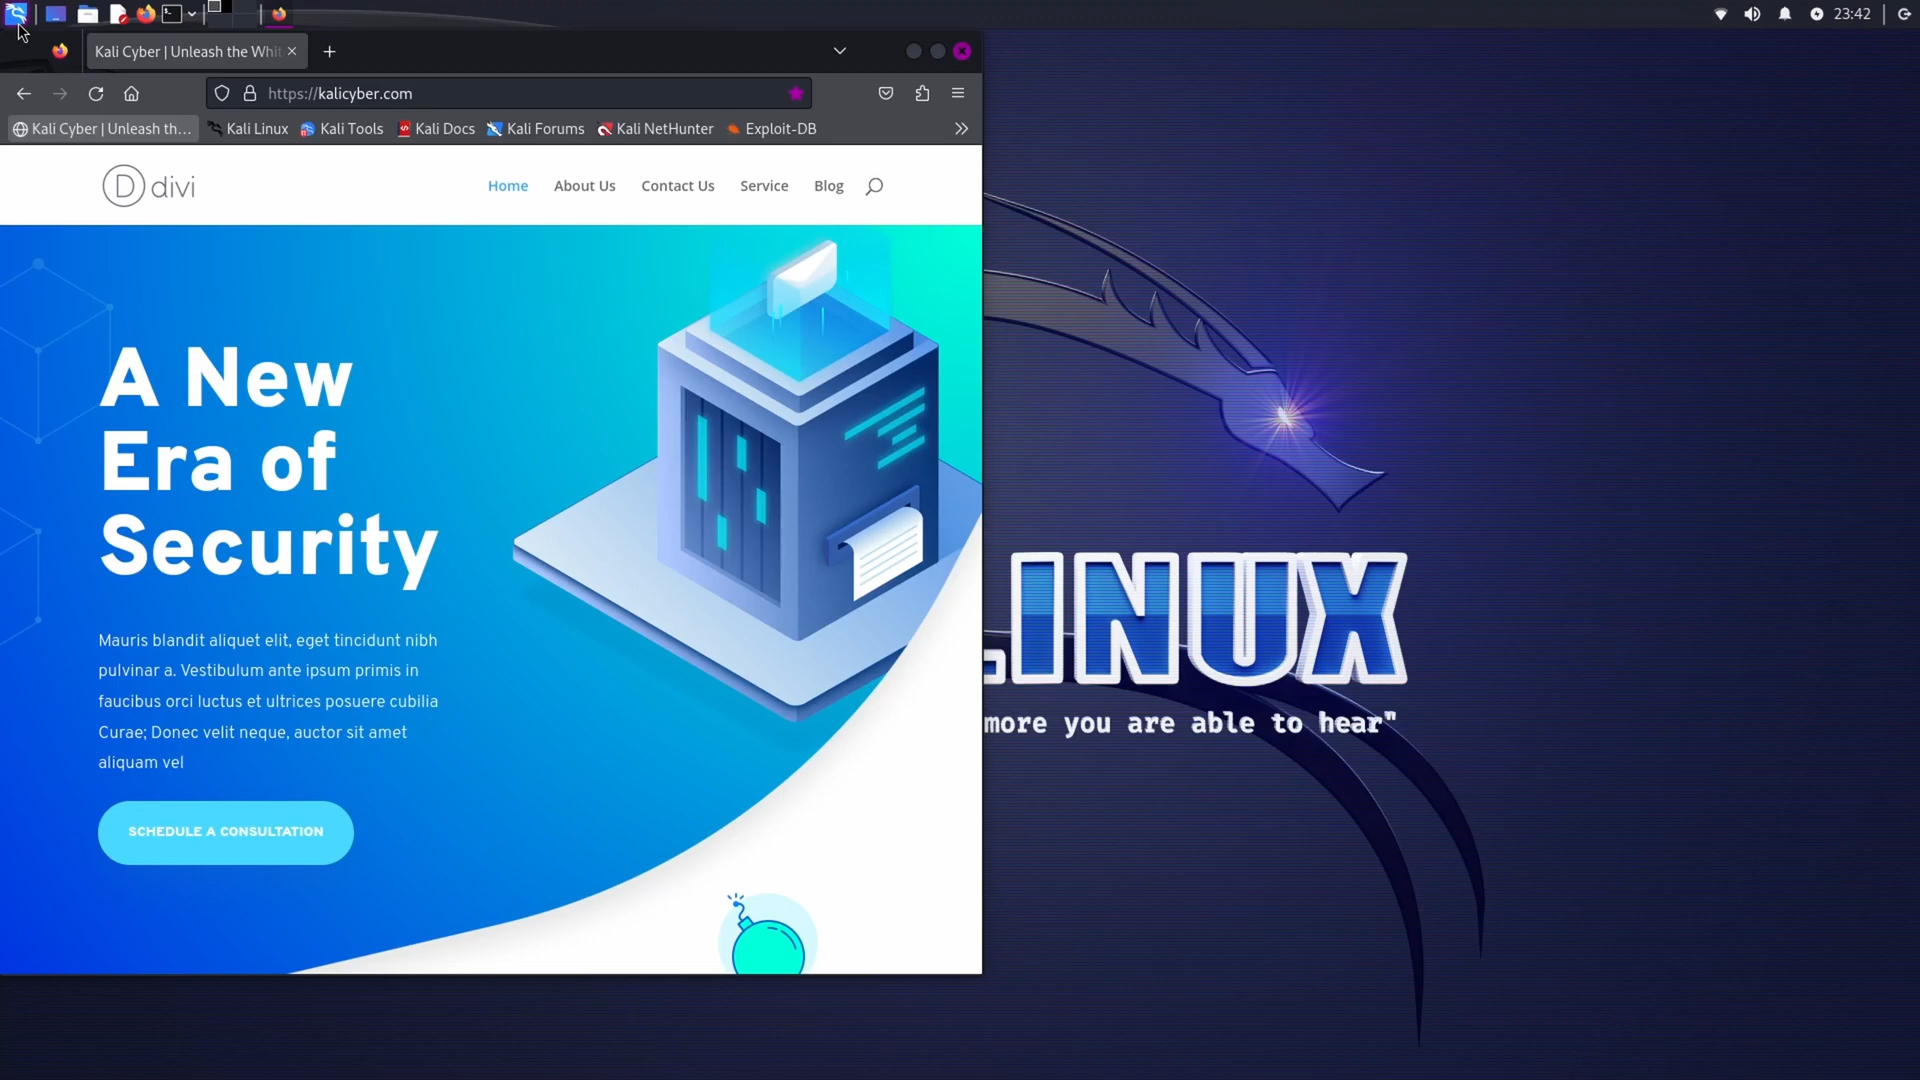 23:42
Kali Cyber | Unleash the Whit
https://kalicyber.com
Kali Cyber | Unleash th...
Kali Linux
Kali Tools
Kali Docs
Kali Forums
Kali NetHunter
Exploit-DB
D divi
Home
About Us
Contact Us
Service
Blog
A New
Era of
Security
Mauris blandit aliquet elit, eget tincidunt nibh
pulvinar a. Vestibulum ante ipsum primis in
faucibus orci luctus et ultrices posuere cubilia
Curae; Donec velit neque, auctor sit amet
aliquam vel
SCHEDULE A CONSULTATION
LINUX
more you are able to hear"